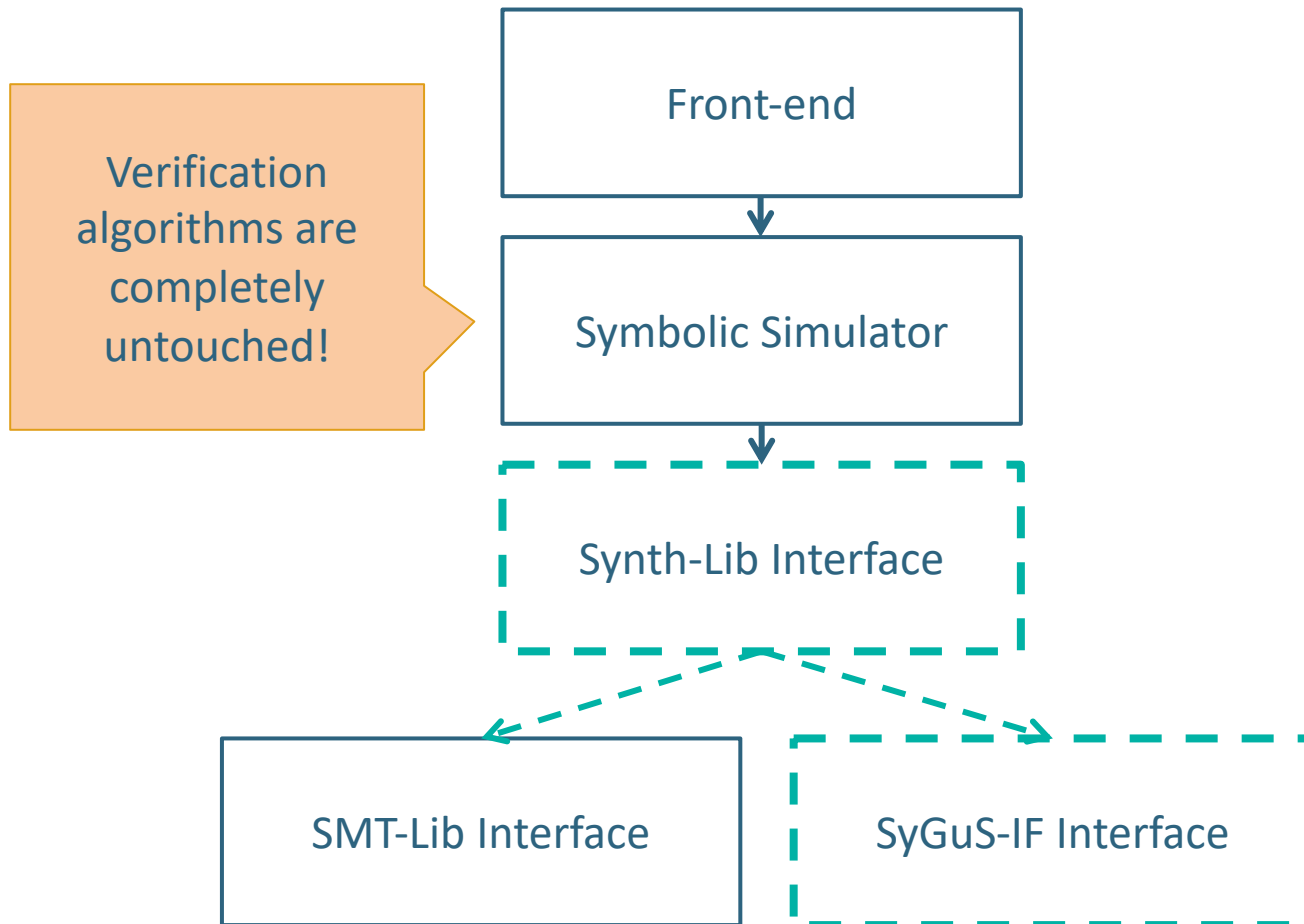 Front-end
Verification
algorithms are
completely
untouched!
Symbolic Simulator
Synth-Lib Interface
SMT-Lib Interface
SyGuS-IF Interface